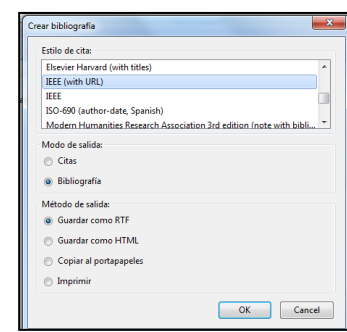 Crear bibliografía
Estilo de cita:
Elsevier Harvard (with titles)
IEEE (with URL)
IEEE
ISO-690 (author-date, Spanish)
Modern Humanities Research Association 3rd edition (note with bibli...
Modo de salida:
Citas
Bibliografía
Método de salida:
Guardar como RTF
Guardar como HTML
Copiar al portapapeles
Imprimir
OK Cancel